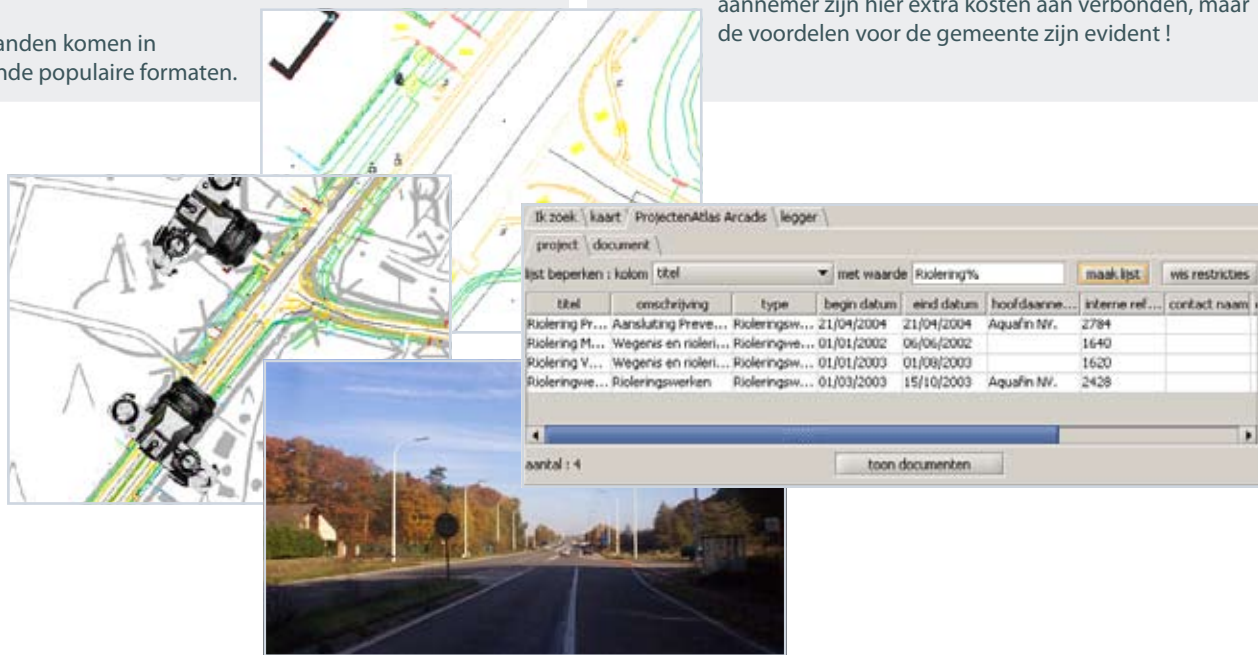 anden komen in
nde populaire formaten.
aannemer zijn hier extra kosten aan verbonden, maar
de voordelen voor de gemeente zijn evident !
Ik zoek \ kaart / ProjectenAtlas Arcadis \ legger \
project \ document \
lijst beperken : kolom titel met waarde Riolering% maak lijst wis restricties
titel omschrijving type begin datum eind datum hoofdaanne... interne ref... contact naam
Riolering Pr... Aansluiting Preve... Rioleringsw... 21/04/2004 21/04/2004 Aquafin NV. 2784
Riolering M... Wegenis en rioleri... Rioleringwe... 01/01/2002 06/06/2002 1640
Riolering V... Wegenis en rioleri... Rioleringsw... 01/01/2003 01/08/2003 1620
Rioleringwe... Rioleringswerken Rioleringsw... 01/03/2003 15/10/2003 Aquafin NV. 2428
aantal : 4 toon documenten